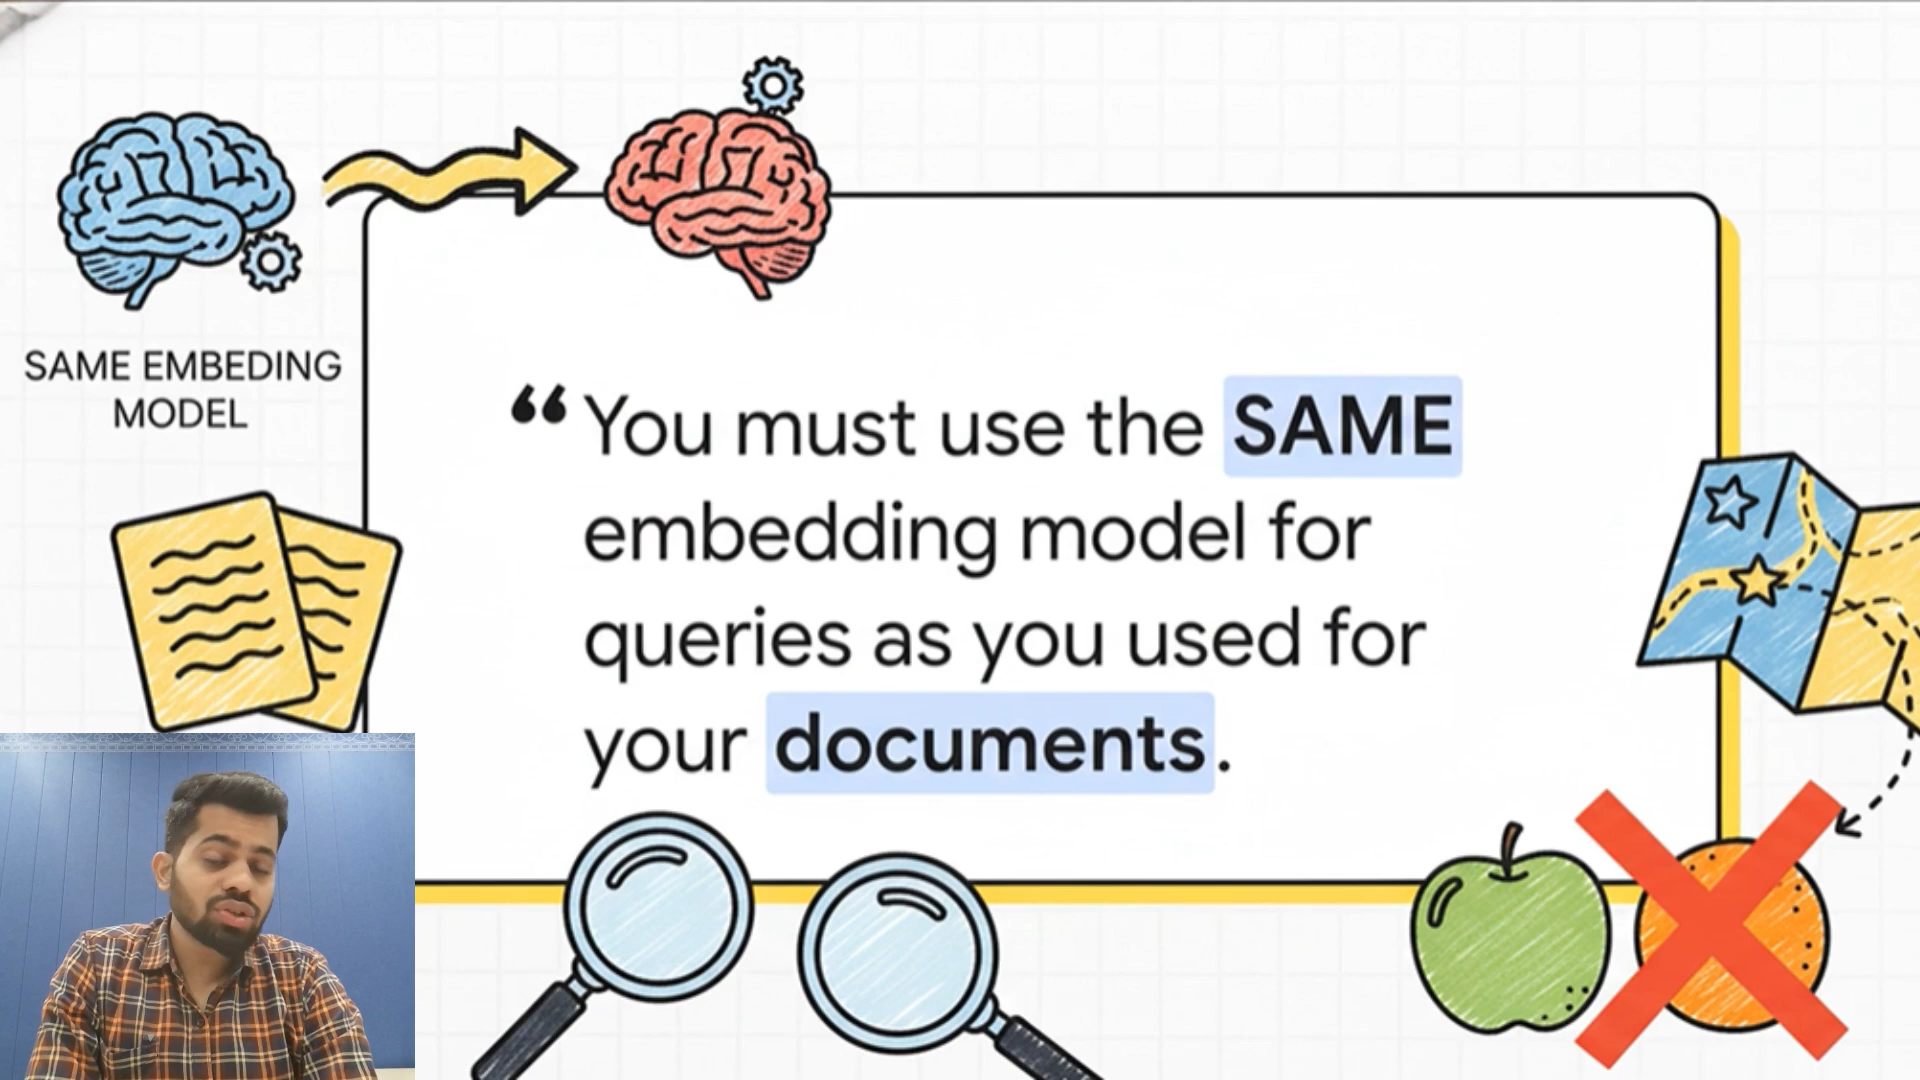 SAME EMBEDING
MODEL
“ You must use the SAME
embedding model for
queries as you used for
your documents.